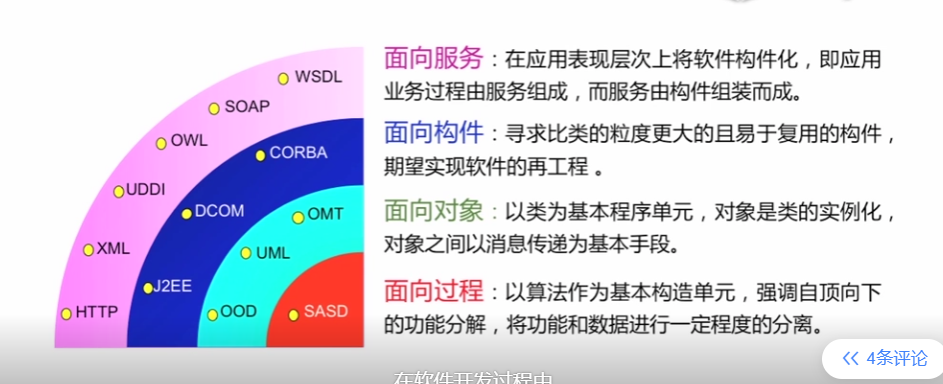 WSDL
SOAP
OWL
UDDI
XML
HTTP
CORBA
DCOM
J2EE
OMT
UML
OOD
SASD
面向服务：在应用表现层次上将软件构件化，即应用
业务过程由服务组成，而服务由构件组装而成。
面向构件：寻求比类的粒度更大的且易于复用的构件，
期望实现软件的再工程 。
面向对象：以类为基本程序单元，对象是类的实例化，
对象之间以消息传递为基本手段。
面向过程：以算法作为基本构造单元，强调自顶向下
的功能分解，将功能和数据进行一定程度的分离。
4条评论
在软件开发过程中